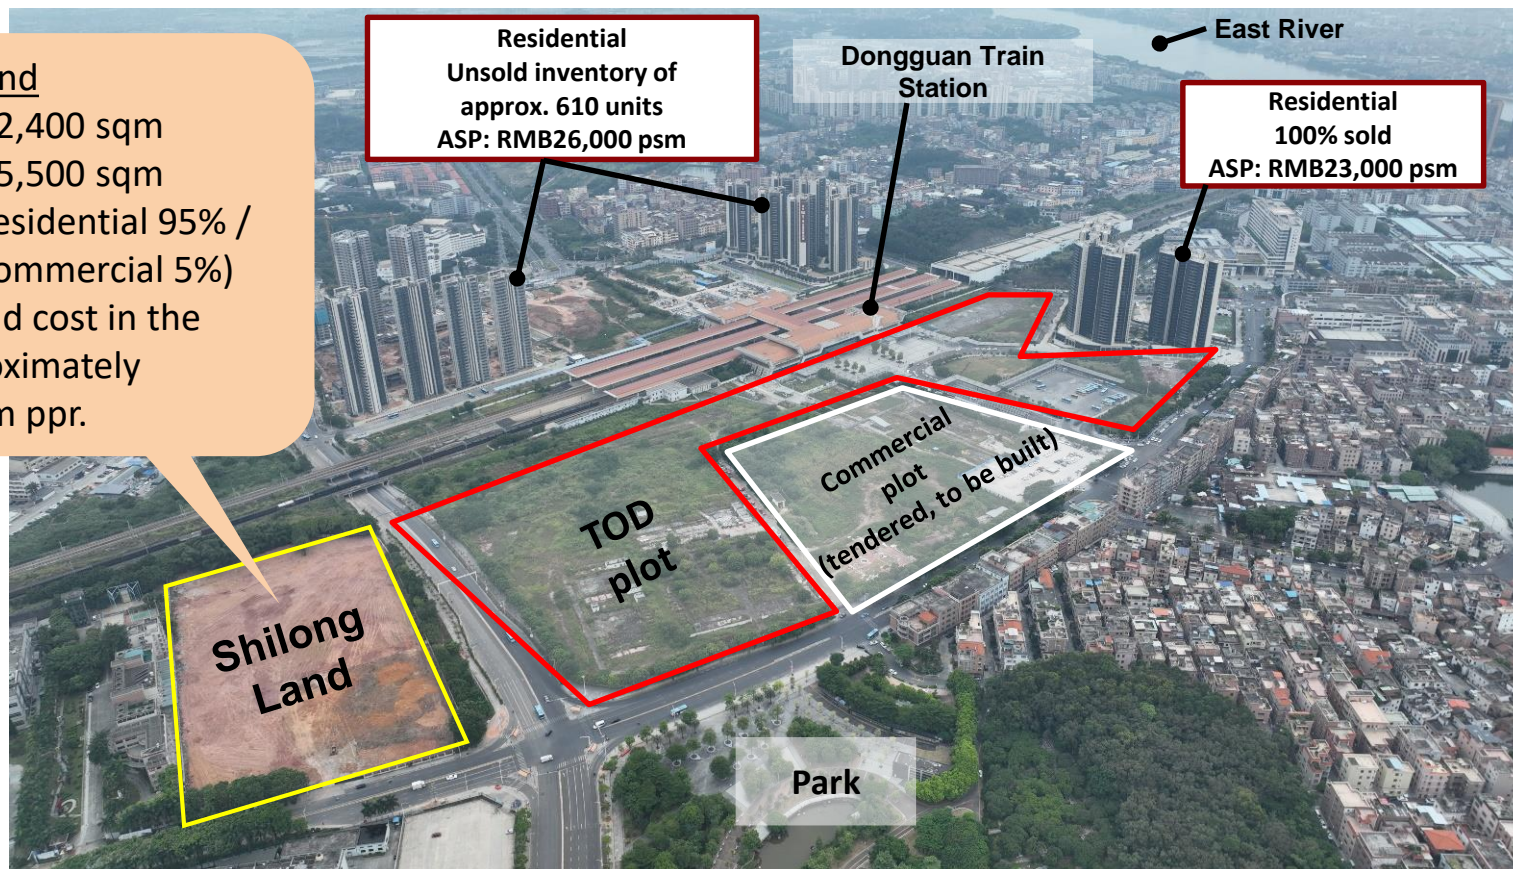 nd
2,400 sqm
5,500 sqm
esidential 95% /
ommercial 5%)
d cost in the
oximately
m ppr.
Residential
Unsold inventory of
approx. 610 units
ASP: RMB26,000 psm
Dongguan Train
Station
East River
Residential
100% sold
ASP: RMB23,000 psm
Commercial
plot
(tendered, to be built)
TOD
plot
Shilong
Land
Park